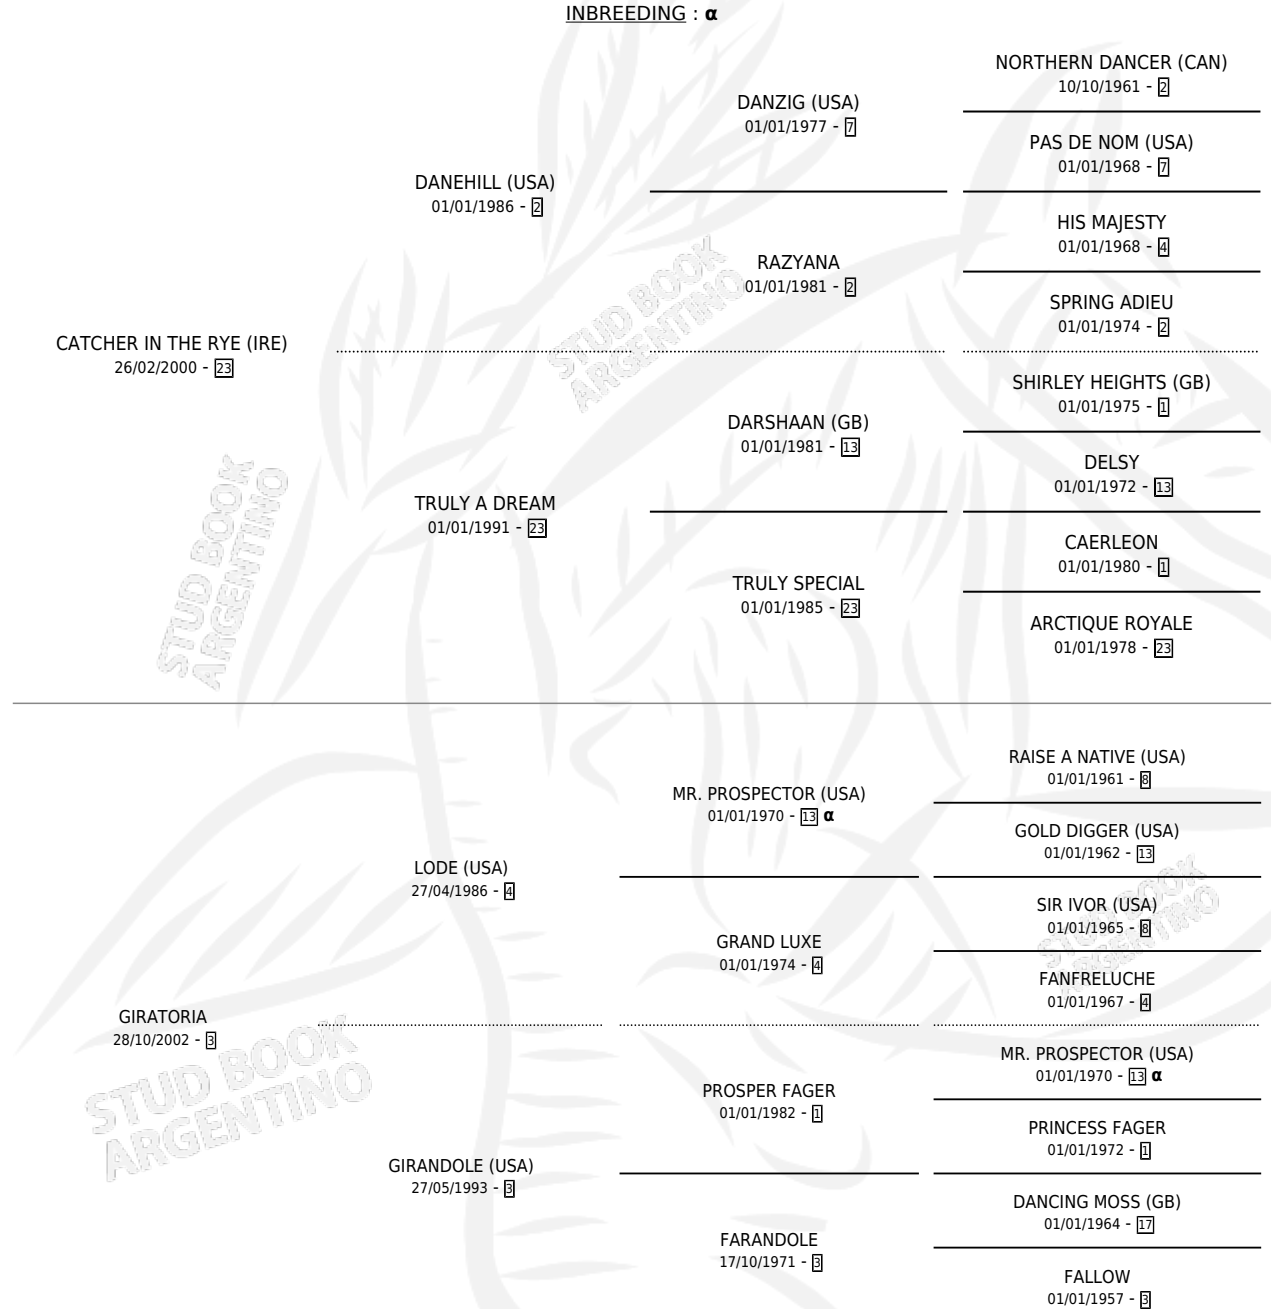 INBREEDING : α
NORTHERN DANCER (CAN)
10/10/1961 - 2
DANZIG (USA)
01/01/1977 - 7
PAS DE NOM (USA)
01/01/1968 - 7
DANEHILL (USA)
01/01/1986 - 2
HIS MAJESTY
01/01/1968 - 4
RAZYANA
01/01/1981 - 2
SPRING ADIEU
01/01/1974 - 2
CATCHER IN THE RYE (IRE)
26/02/2000 - 23
SHIRLEY HEIGHTS (GB)
01/01/1975 - 1
DARSHAAN (GB)
01/01/1981 - 13
DELSY
01/01/1972 - 13
TRULY A DREAM
01/01/1991 - 23
CAERLEON
01/01/1980 - 1
TRULY SPECIAL
01/01/1985 - 23
ARCTIQUE ROYALE
01/01/1978 - 23
RAISE A NATIVE (USA)
01/01/1961 - 8
MR. PROSPECTOR (USA)
01/01/1970 - 13 α
GOLD DIGGER (USA)
01/01/1962 - 13
LODE (USA)
27/04/1986 - 4
SIR IVOR (USA)
01/01/1965 - 8
GRAND LUXE
01/01/1974 - 4
FANFRELUCHE
01/01/1967 - 4
GIRATORIA
28/10/2002 - 3
MR. PROSPECTOR (USA)
01/01/1970 - 13 α
PROSPER FAGER
01/01/1982 - 1
PRINCESS FAGER
01/01/1972 - 1
GIRANDOLE (USA)
27/05/1993 - 3
DANCING MOSS (GB)
01/01/1964 - 17
FARANDOLE
17/10/1971 - 3
FALLOW
01/01/1957 - 3
STUD BOOK
ARGENTINO
STUD BOOK
ARGENTINO
STUD BOOK
ARGENTINO
STUD BOOK
ARGENTINO